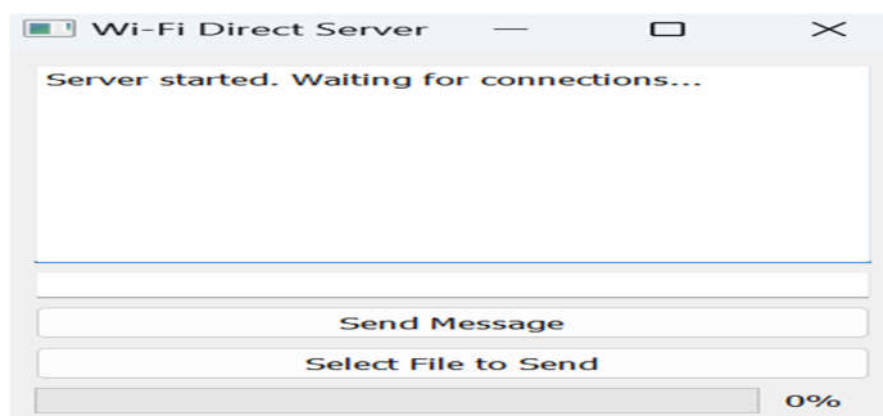 Wi-Fi Direct Server
Server started. Waiting for connections...
Send Message
Select File to Send
0%